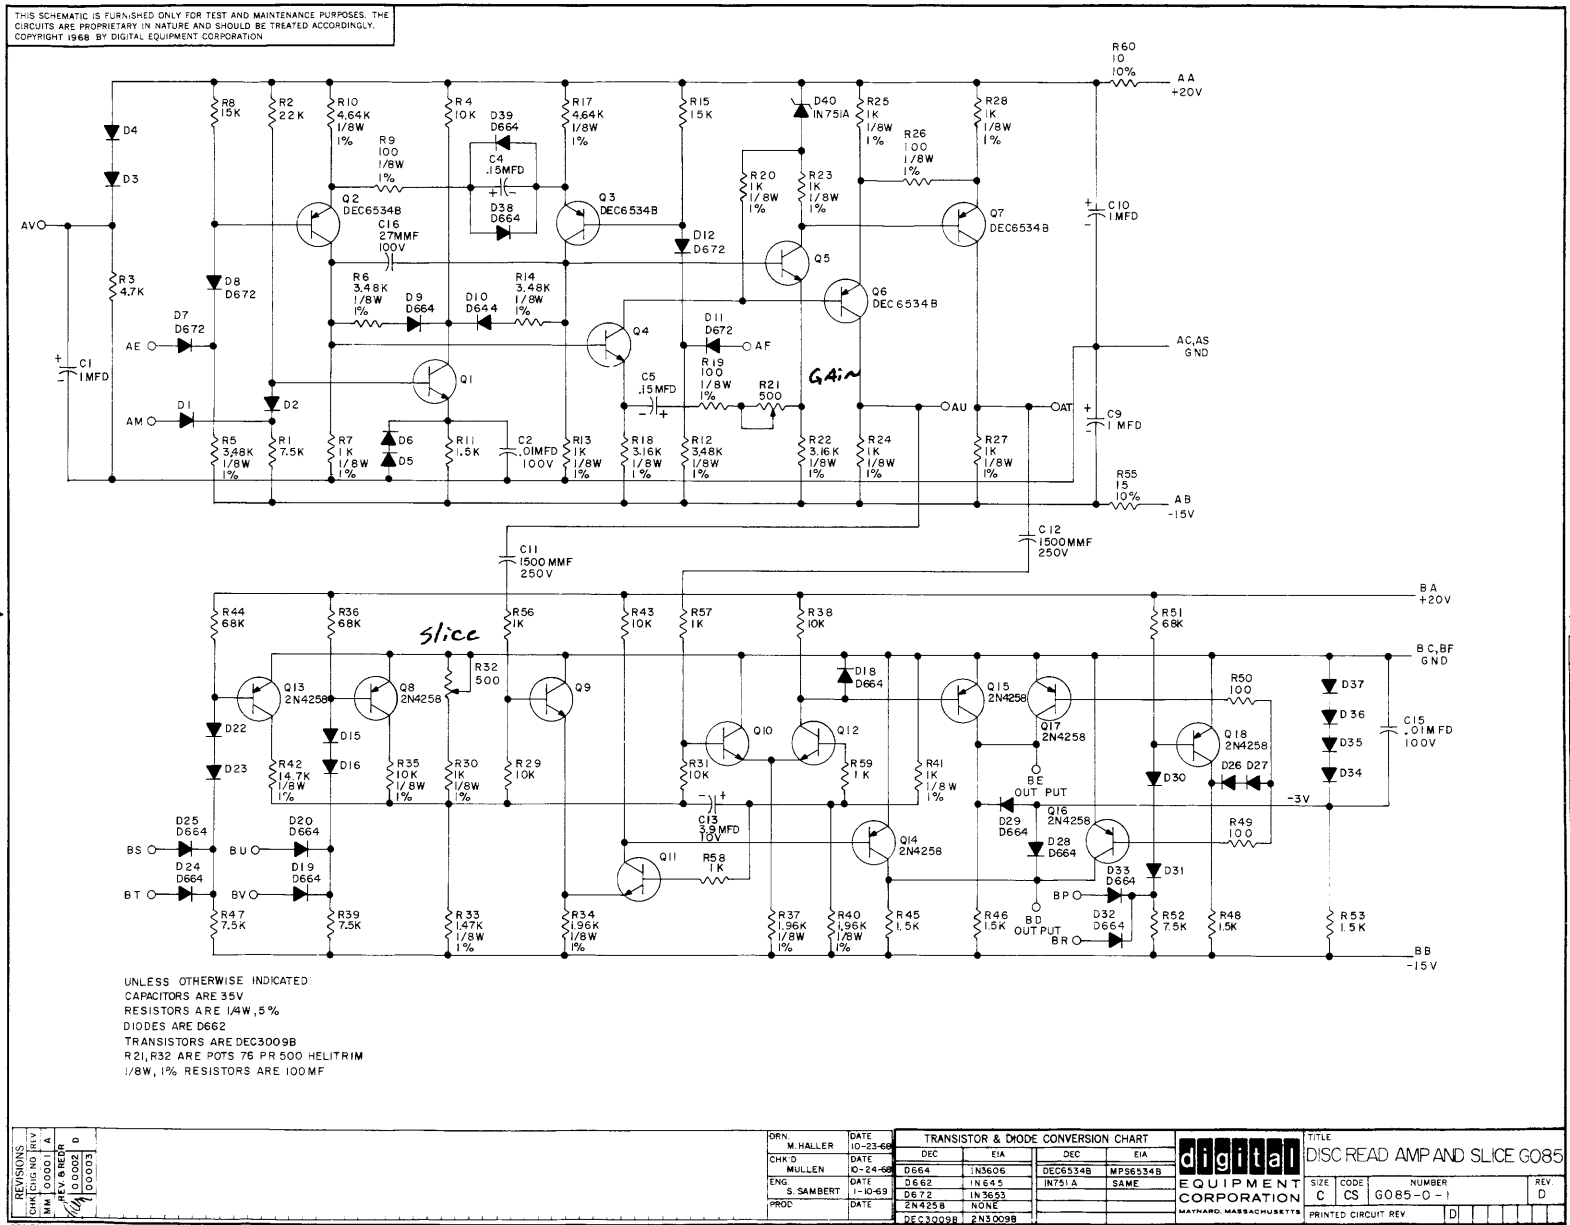 THIS SCHEMATIC IS FURNISHED ONLY FOR TEST AND MAINTENANCE PURPOSES. THE
CIRCUITS ARE PROPRIETARY IN NATURE AND SHOULD BE TREATED ACCORDINGLY.
COPYRIGHT 1968 BY DIGITAL EQUIPMENT CORPORATION
R60
10
10%
AA
+20V
D4
D3
R8
15K
R2
22K
R10
4.64K
1/8W
1%
R9
100
1/8W
1%
R4
10K
D39
D664
C4
.15MFD
+ -
D38
D664
R17
4.64K
1/8W
1%
R15
15K
D40
IN751A
R25
1K
1/8W
1%
R26
100
1/8W
1%
R28
1K
1/8W
1%
R20
1K
1/8W
1%
R23
1K
1/8W
1%
AV
Q2
DEC6534B
C16
27MMF
100V
Q3
DEC6534B
D12
D672
Q7
DEC6534B
C10
1MFD
Q5
Q6
DEC6534B
R3
4.7K
D8
D672
D7
D672
AE
R6
3.48K
1/8W
1%
D9
D664
D10
D644
R14
3.48K
1/8W
1%
Q4
D11
D672
AF
AC,AS
GND
C1
1MFD
Q1
C5
.15MFD
- +
R19
100
1/8W
1%
R21
500
GAIN
AU
AT
C9
1MFD
AM
D1
D2
R5
3.48K
1/8W
1%
R1
7.5K
R7
1K
1/8W
1%
D6
D5
R11
1.5K
C2
.01MFD
100V
R13
1K
1/8W
1%
R18
3.16K
1/8W
1%
R12
3.48K
1/8W
1%
R22
3.16K
1/8W
1%
R24
1K
1/8W
1%
R27
1K
1/8W
1%
R55
15
10%
AB
-15V
C11
1500MMF
250V
C12
1500MMF
250V
BA
+20V
R44
68K
R36
68K
slice
R56
1K
R43
10K
R57
1K
R38
10K
R51
68K
BC,BF
GND
Q13
2N4258
Q8
2N4258
R32
500
Q9
D18
D664
Q15
2N4258
Q17
2N4258
R50
100
D37
D36
D35
D34
C15
.01MFD
100V
D22
D23
D15
D16
R42
14.7K
1/8W
1%
R35
10K
1/8W
1%
R30
1K
1/8W
1%
R29
10K
R31
10K
Q10
Q12
R59
1K
R41
1K
1/8W
1%
BE
OUTPUT
D30
Q18
2N4258
D26 D27
-3V
C13
3.9MFD
10V
- +
D29
D664
Q16
2N4258
R49
100
D25
D664
BS
D24
D664
BT
D20
D664
BU
D19
D664
BV
Q11
R58
1K
Q14
2N4258
D28
D664
D33
D664
BP
D32
D664
BR
D31
BD
OUTPUT
R47
7.5K
R39
7.5K
R33
1.47K
1/8W
1%
R34
1.96K
1/8W
1%
R37
1.96K
1/8W
1%
R40
1.96K
1/8W
1%
R45
1.5K
R46
1.5K
R52
7.5K
R48
1.5K
R53
1.5K
BB
-15V
UNLESS OTHERWISE INDICATED:
CAPACITORS ARE 35V
RESISTORS ARE 1/4W, 5%
DIODES ARE D662
TRANSISTORS ARE DEC3009B
R21,R32 ARE POTS 76 PR 500 HELITRIM
1/8W, 1% RESISTORS ARE 100MF
REVISIONS
CHK CHG NO REV
MM 00001 A
REV. B REDR
00002 D
00003
DRN. M. HALLER DATE 10-23-68
CHK'D MULLEN DATE 10-24-68
ENG. S. SAMBERT DATE 1-10-69
PROD DATE
TRANSISTOR & DIODE CONVERSION CHART
DEC EIA DEC EIA
D664 IN3606 DEC6534B MPS6534B
D662 IN645 IN751A SAME
D672 IN3653
2N4258 NONE
DEC3009B 2N3009B
digital
EQUIPMENT
CORPORATION
MAYNARD, MASSACHUSETTS
TITLE
DISC READ AMP AND SLICE G085
SIZE CODE NUMBER REV.
C CS G085-0-1 D
PRINTED CIRCUIT REV. D